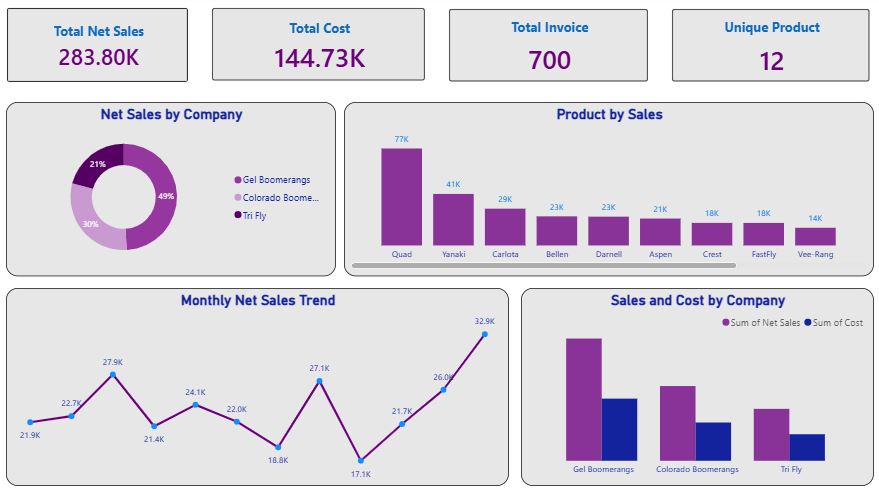 Total Net Sales
283.80K
Total Cost
144.73K
Total Invoice
700
Unique Product
12
Net Sales by Company
21%
49%
30%
Gel Boomerangs
Colorado Boome...
Tri Fly
Product by Sales
77K
41K
29K
23K
23K
21K
18K
18K
14K
Quad
Yanaki
Carlota
Bellen
Darnell
Aspen
Crest
FastFly
Vee-Rang
Monthly Net Sales Trend
21.9K
22.7K
27.9K
21.4K
24.1K
22.0K
18.8K
27.1K
17.1K
21.7K
26.0K
32.9K
Sales and Cost by Company
Sum of Net Sales
Sum of Cost
Gel Boomerangs
Colorado Boomerangs
Tri Fly